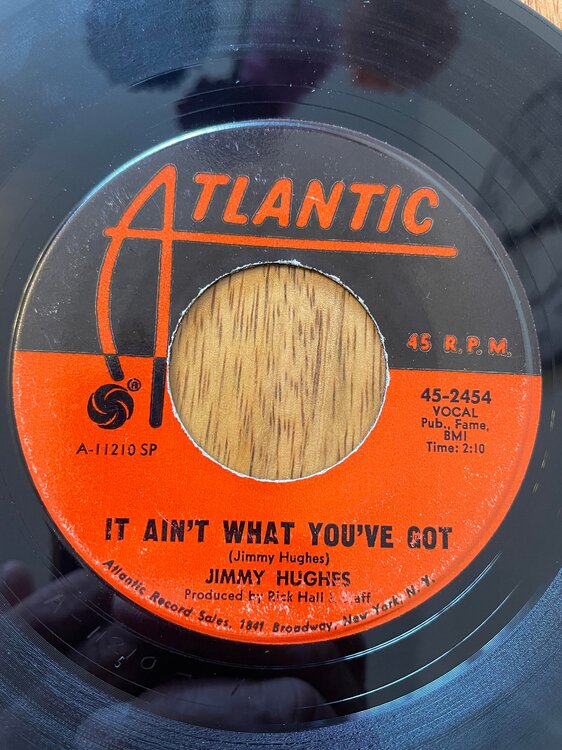 ATLANTIC
45 R.P.M.
®
A-11210 SP
45-2454
VOCAL
Pub., Fame,
BMI
Time: 2:10
IT AIN'T WHAT YOU'VE GOT
(Jimmy Hughes)
JIMMY HUGHES
Produced by Rick Hall & Staff
Atlantic Record Sales, 1841 Broadway, New York, N. Y.